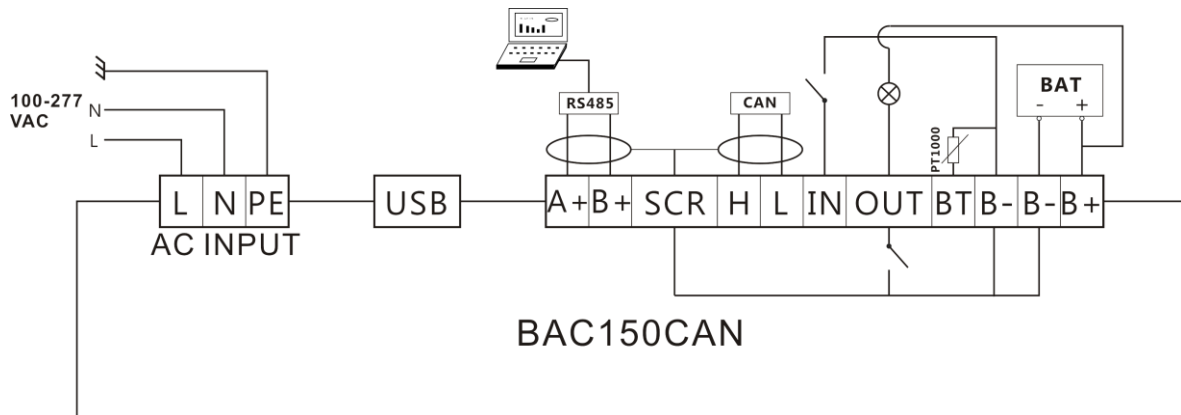 100-277
VAC
N
L
RS485
CAN
PT1000
BAT
- +
L N PE
USB
A+ B+ SCR H L IN OUT BT B- B- B+
AC INPUT
BAC150CAN